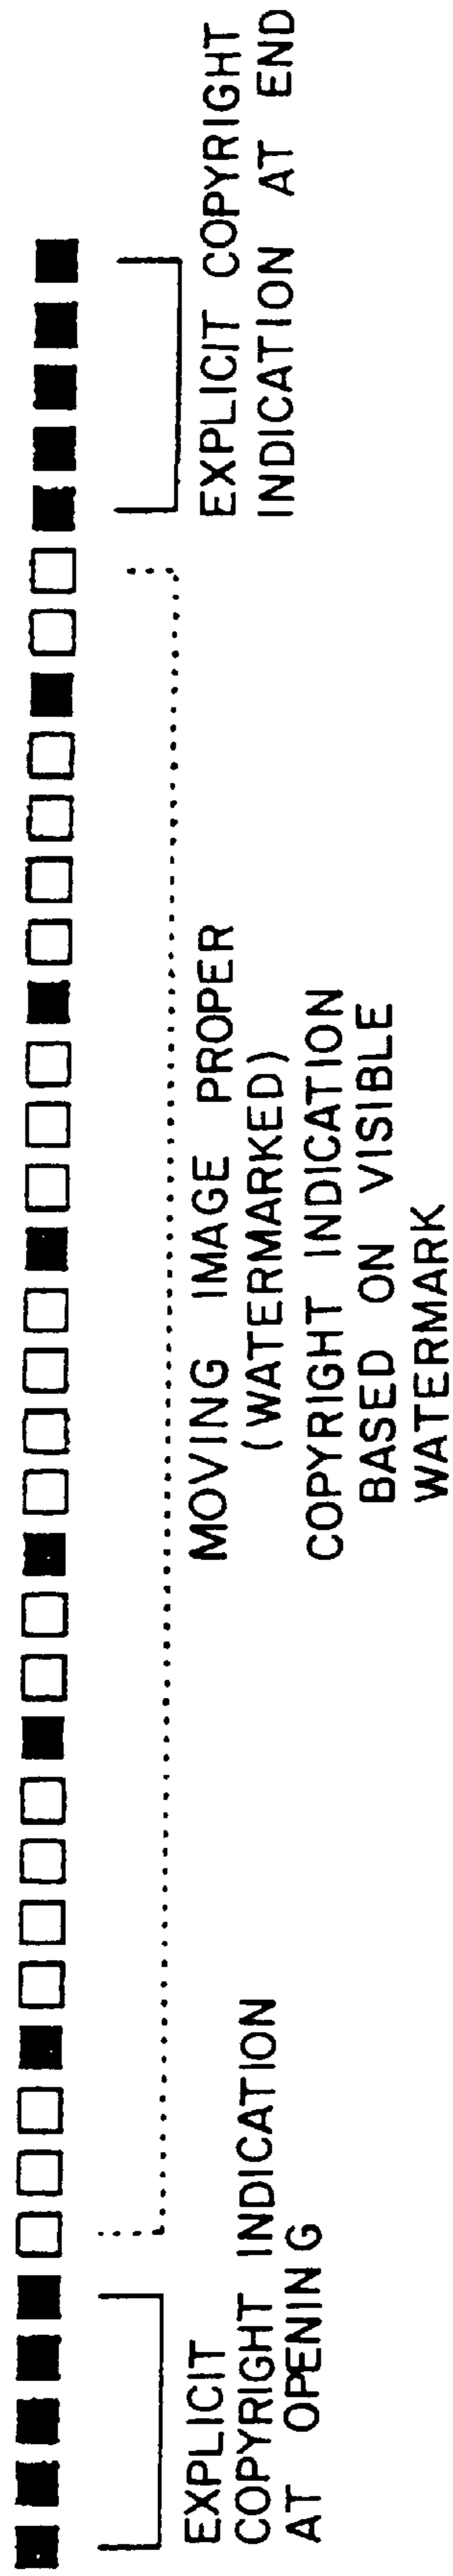 EXPLICIT
COPYRIGHT INDICATION
AT OPENING
MOVING IMAGE PROPER
(WATERMARKED)
COPYRIGHT INDICATION
BASED ON VISIBLE
WATERMARK
EXPLICIT COPYRIGHT
INDICATION AT END